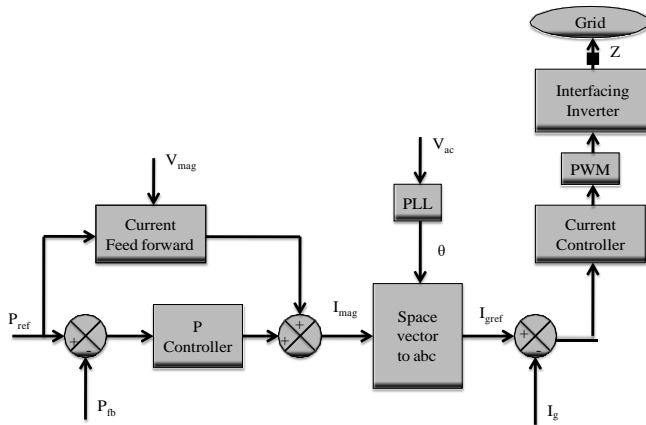 Grid
Z
Interfacing
Inverter
PWM
Current
Controller
V_ac
PLL
θ
V_mag
Current
Feed forward
P_ref
+
-
P_fb
P
Controller
+
+
I_mag
Space
vector
to abc
I_gref
+
-
I_g